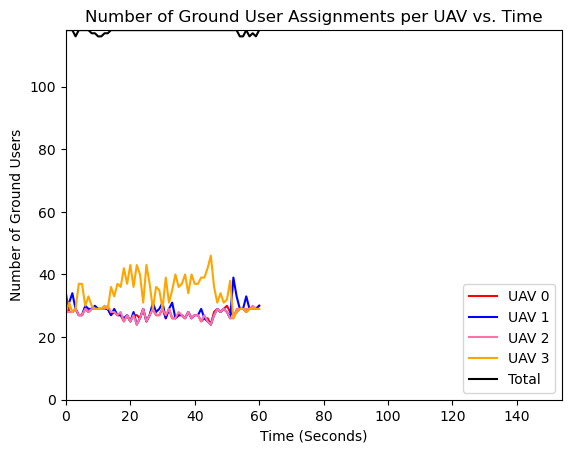 Number of Ground User Assignments per UAV vs. Time
Number of Ground Users
100
80
60
40
20
0
0 20 40 60 80 100 120 140
Time (Seconds)
UAV 0
UAV 1
UAV 2
UAV 3
Total